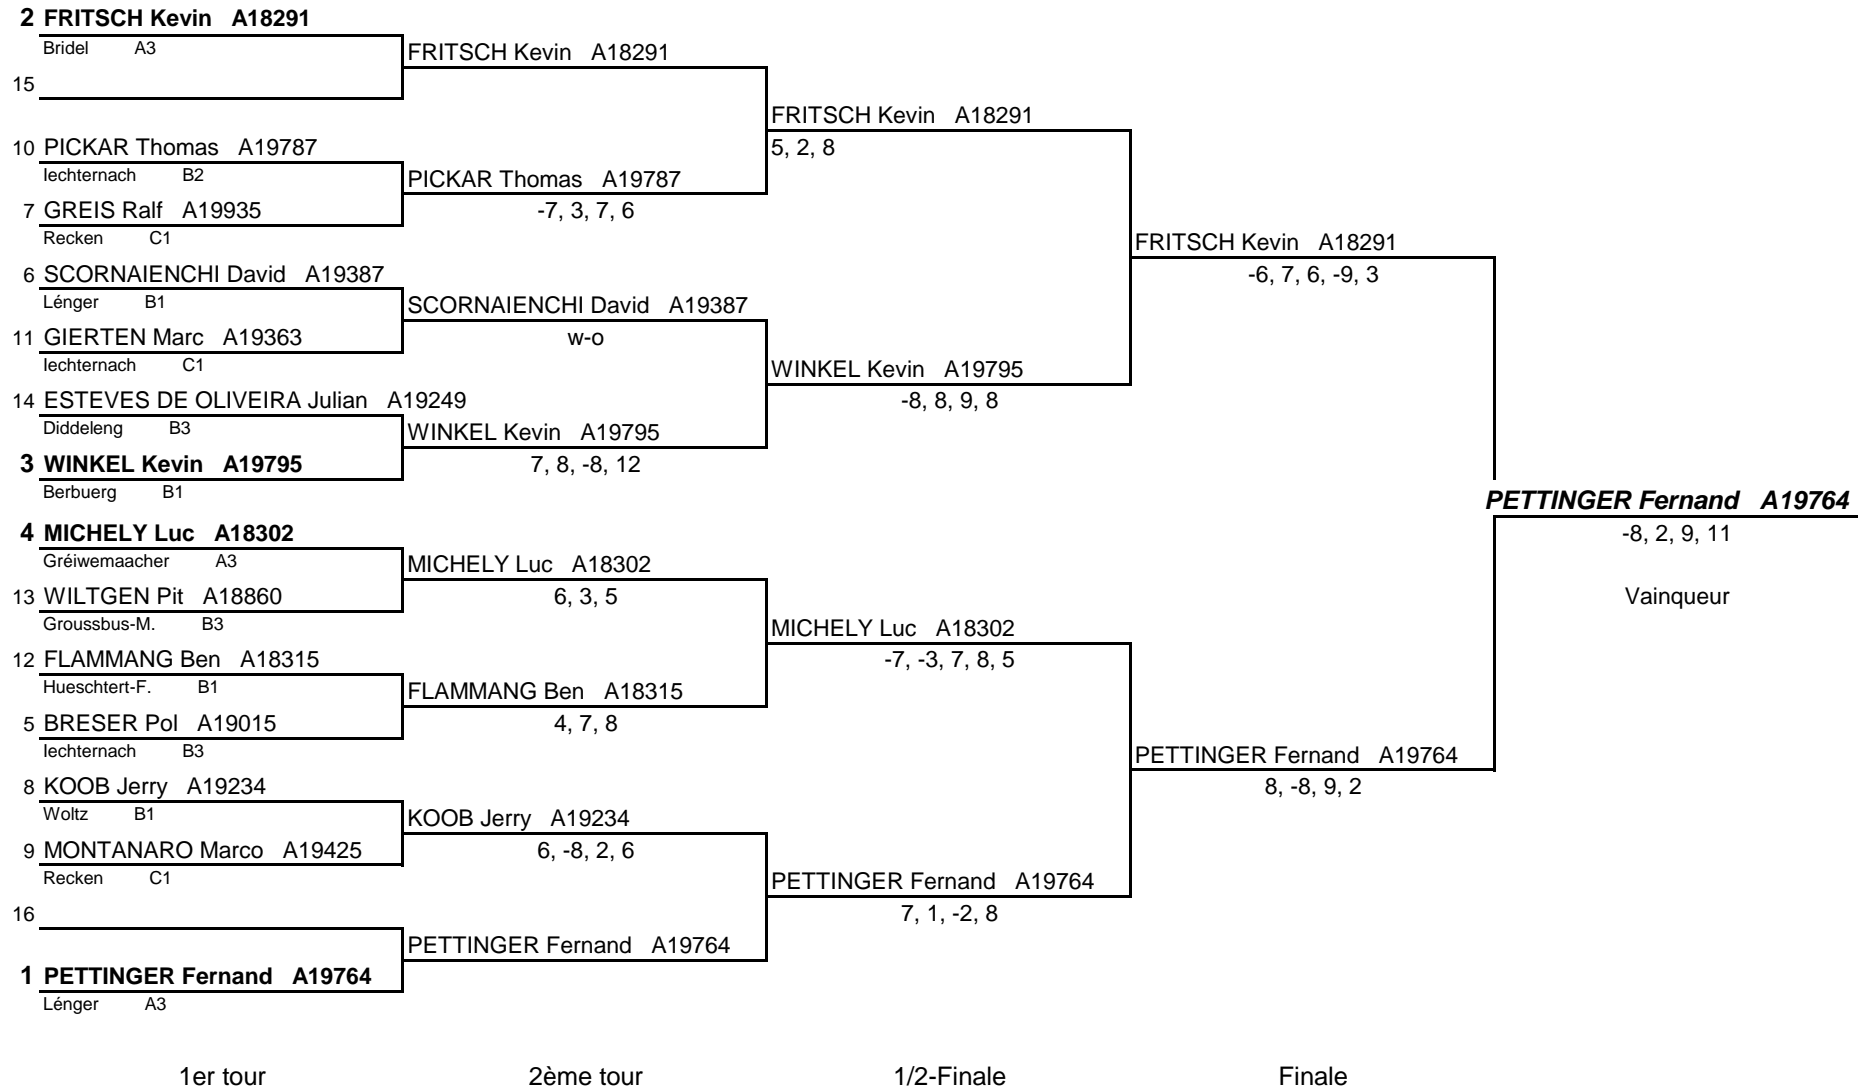 2 FRITSCH Kevin A18291
Bridel A3
FRITSCH Kevin A18291
15
FRITSCH Kevin A18291
10 PICKAR Thomas A19787
5, 2, 8
Iechternach B2
PICKAR Thomas A19787
7 GREIS Ralf A19935
-7, 3, 7, 6
Recken C1
FRITSCH Kevin A18291
6 SCORNAIENCHI David A19387
-6, 7, 6, -9, 3
Lénger B1
SCORNAIENCHI David A19387
11 GIERTEN Marc A19363
w-o
Iechternach C1
WINKEL Kevin A19795
14 ESTEVES DE OLIVEIRA Julian A19249
-8, 8, 9, 8
Diddeleng B3
WINKEL Kevin A19795
3 WINKEL Kevin A19795
7, 8, -8, 12
Berbuerg B1
PETTINGER Fernand A19764
4 MICHELY Luc A18302
-8, 2, 9, 11
Gréiwemaacher A3
MICHELY Luc A18302
13 WILTGEN Pit A18860
6, 3, 5
Vainqueur
Groussbus-M. B3
MICHELY Luc A18302
12 FLAMMANG Ben A18315
-7, -3, 7, 8, 5
Hueschtert-F. B1
FLAMMANG Ben A18315
5 BRESER Pol A19015
4, 7, 8
Iechternach B3
PETTINGER Fernand A19764
8 KOOB Jerry A19234
8, -8, 9, 2
Woltz B1
KOOB Jerry A19234
9 MONTANARO Marco A19425
6, -8, 2, 6
Recken C1
PETTINGER Fernand A19764
16
7, 1, -2, 8
PETTINGER Fernand A19764
1 PETTINGER Fernand A19764
Lénger A3
1er tour 2ème tour 1/2-Finale Finale